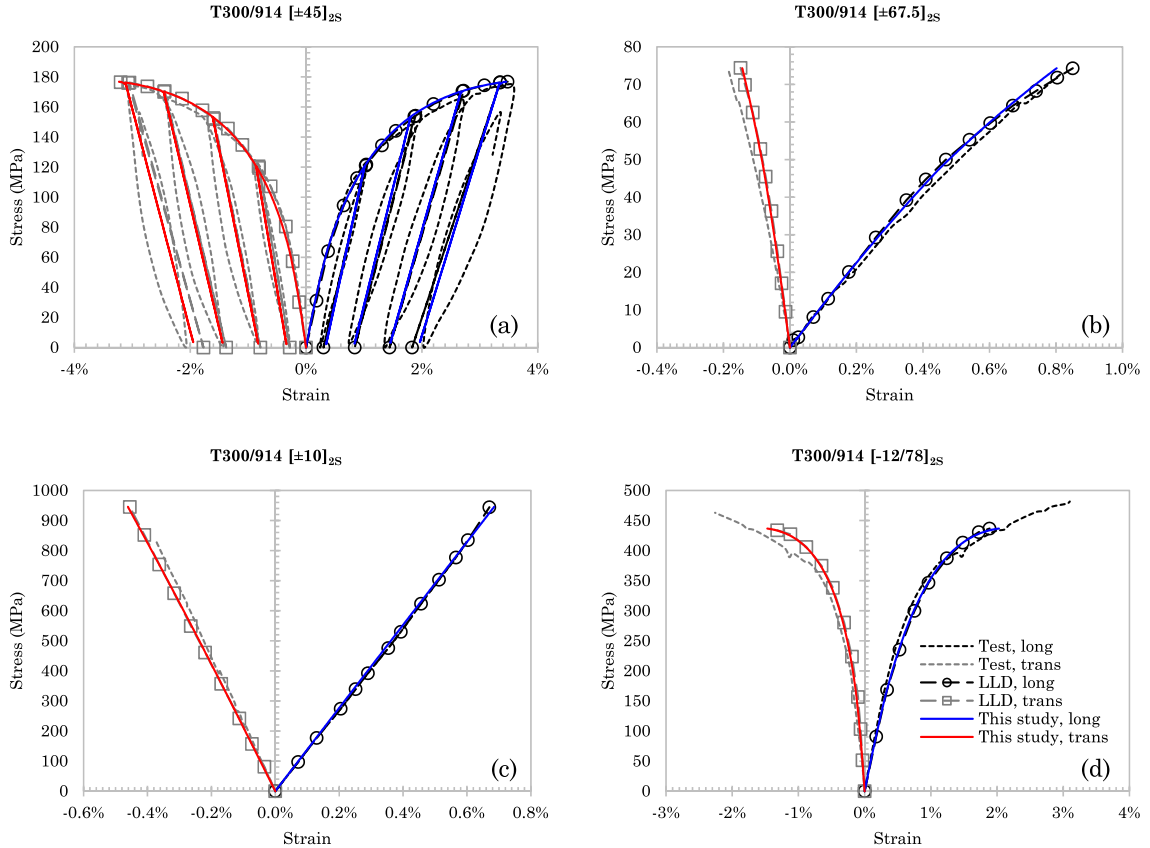 T300/914 [±45]2S
200
180
160
140
120
100
80
60
40
20
0
Stress (MPa)
-4% -2% 0% 2% 4%
Strain
(a)
T300/914 [±67.5]2S
80
70
60
50
40
30
20
10
0
Stress (MPa)
-0.4% -0.2% 0.0% 0.2% 0.4% 0.6% 0.8% 1.0%
Strain
(b)
T300/914 [±10]2S
1000
900
800
700
600
500
400
300
200
100
0
Stress (MPa)
-0.6% -0.4% -0.2% 0.0% 0.2% 0.4% 0.6% 0.8%
Strain
(c)
T300/914 [-12/78]2S
500
450
400
350
300
250
200
150
100
50
0
Stress (MPa)
-3% -2% -1% 0% 1% 2% 3% 4%
Strain
Test, long
Test, trans
LLD, long
LLD, trans
This study, long
This study, trans
(d)